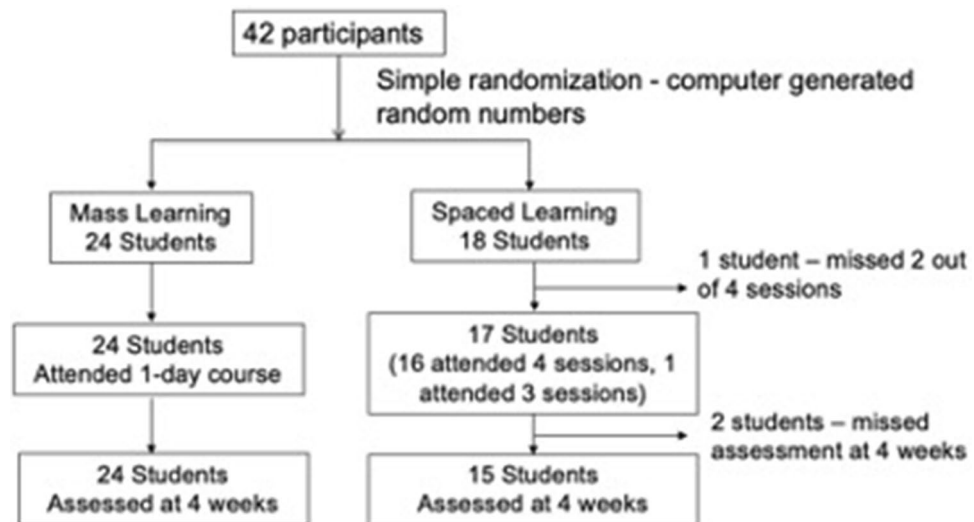 42 participants
Simple randomization - computer generated
random numbers
Mass Learning
24 Students
Spaced Learning
18 Students
1 student – missed 2 out
of 4 sessions
24 Students
Attended 1-day course
17 Students
(16 attended 4 sessions, 1
attended 3 sessions)
2 students – missed
assessment at 4 weeks
24 Students
Assessed at 4 weeks
15 Students
Assessed at 4 weeks